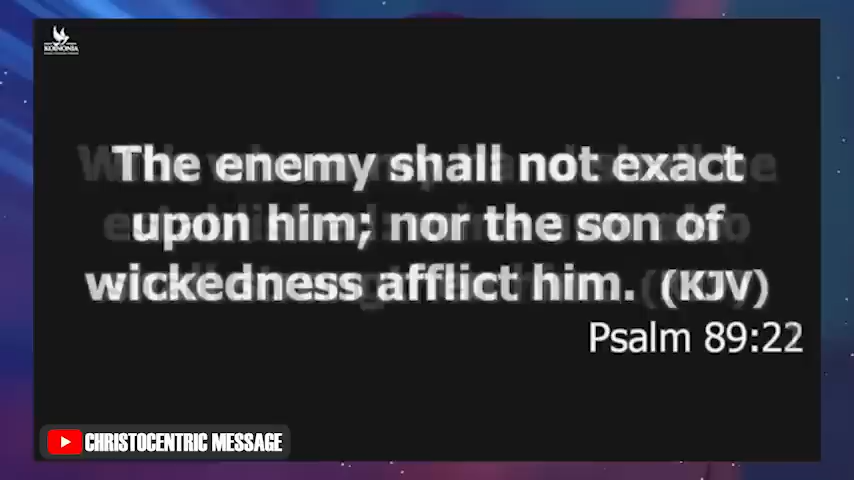 KOINONIA
The enemy shall not exact
upon him; nor the son of
wickedness afflict him. (KJV)
Psalm 89:22
CHRISTOCENTRIC MESSAGE